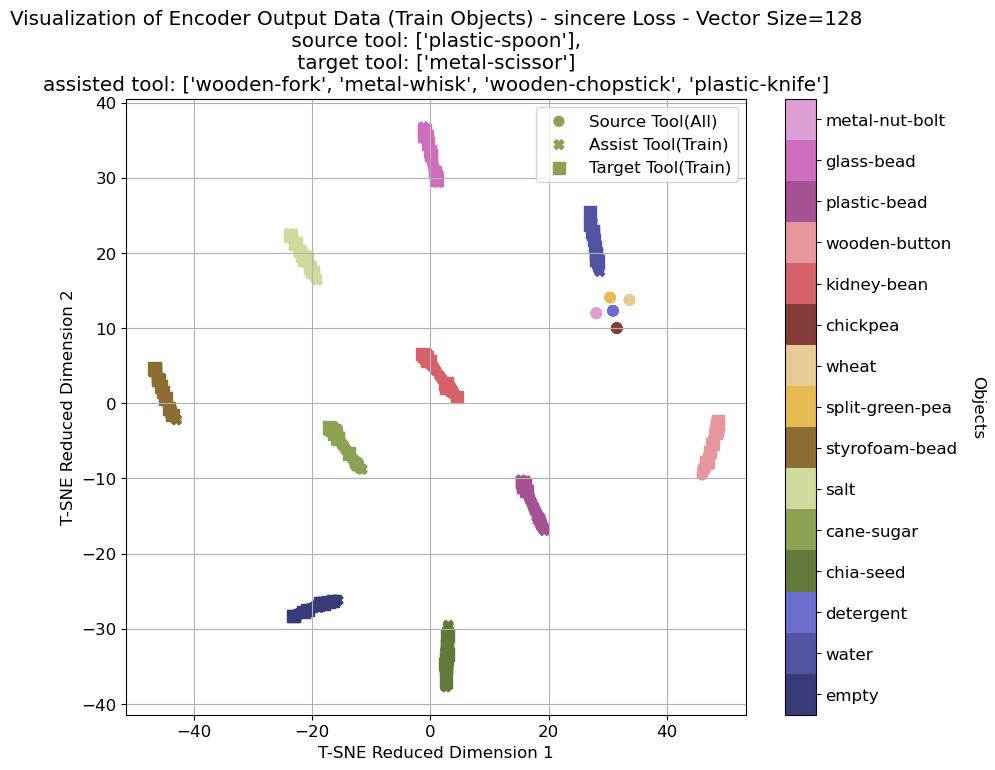 Visualization of Encoder Output Data (Train Objects) - sincere Loss - Vector Size=128
source tool: ['plastic-spoon'],
target tool: ['metal-scissor']
assisted tool: ['wooden-fork', 'metal-whisk', 'wooden-chopstick', 'plastic-knife']
40
30
20
10
0
−10
−20
−30
−40
T-SNE Reduced Dimension 2
Source Tool(All)
Assist Tool(Train)
Target Tool(Train)
−40
−20
0
20
40
T-SNE Reduced Dimension 1
metal-nut-bolt
glass-bead
plastic-bead
wooden-button
kidney-bean
chickpea
wheat
split-green-pea
styrofoam-bead
salt
cane-sugar
chia-seed
detergent
water
empty
Objects